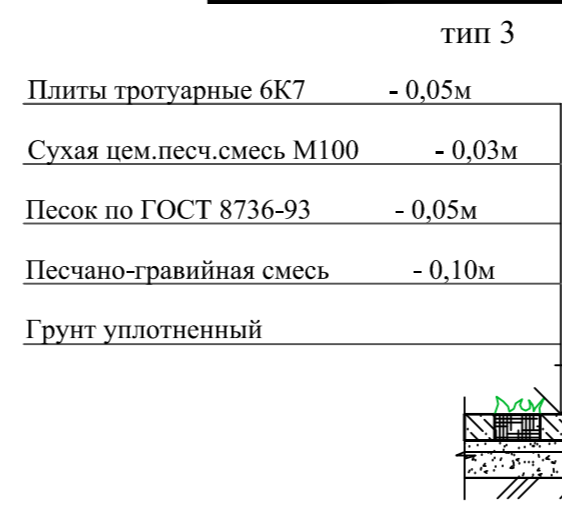 тип 3
Плиты тротуарные 6К7 - 0,05м
Сухая цем.песч.смесь М100 - 0,03м
Песок по ГОСТ 8736-93 - 0,05м
Песчано-гравийная смесь - 0,10м
Грунт уплотненный